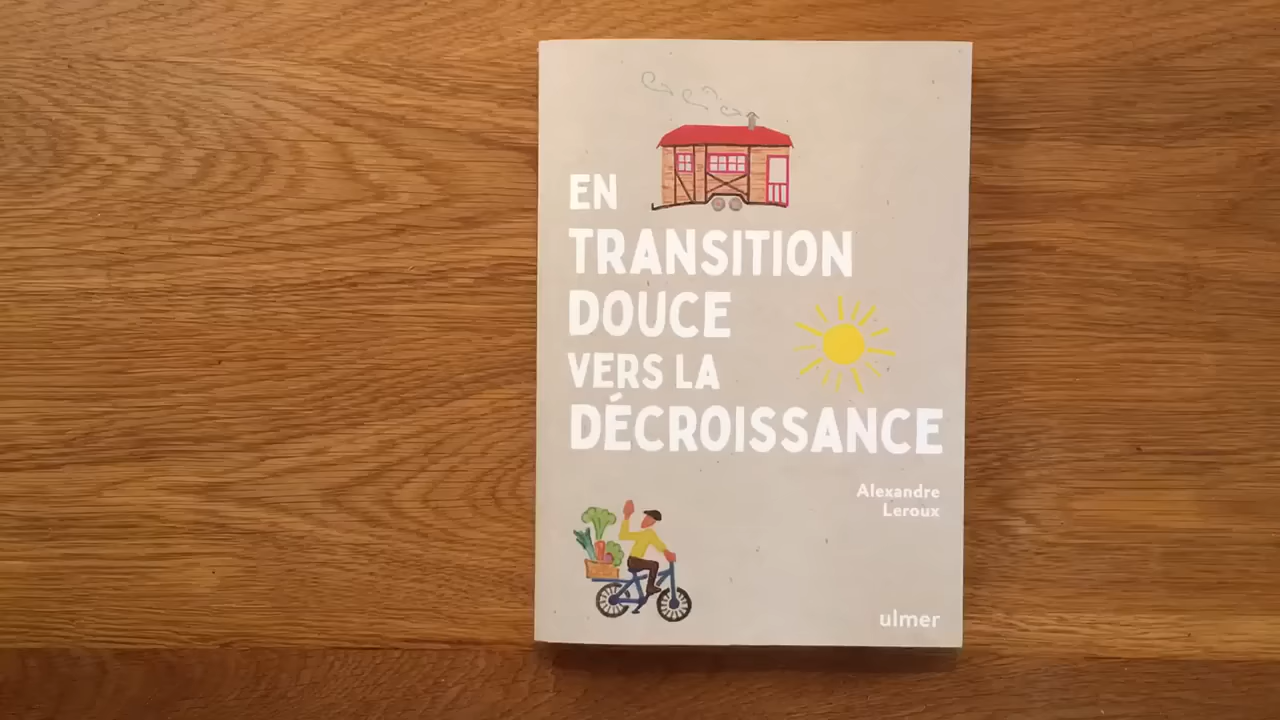 EN
TRANSITION
DOUCE
VERS LA
DÉCROISSANCE
Alexandre
Leroux
ulmer